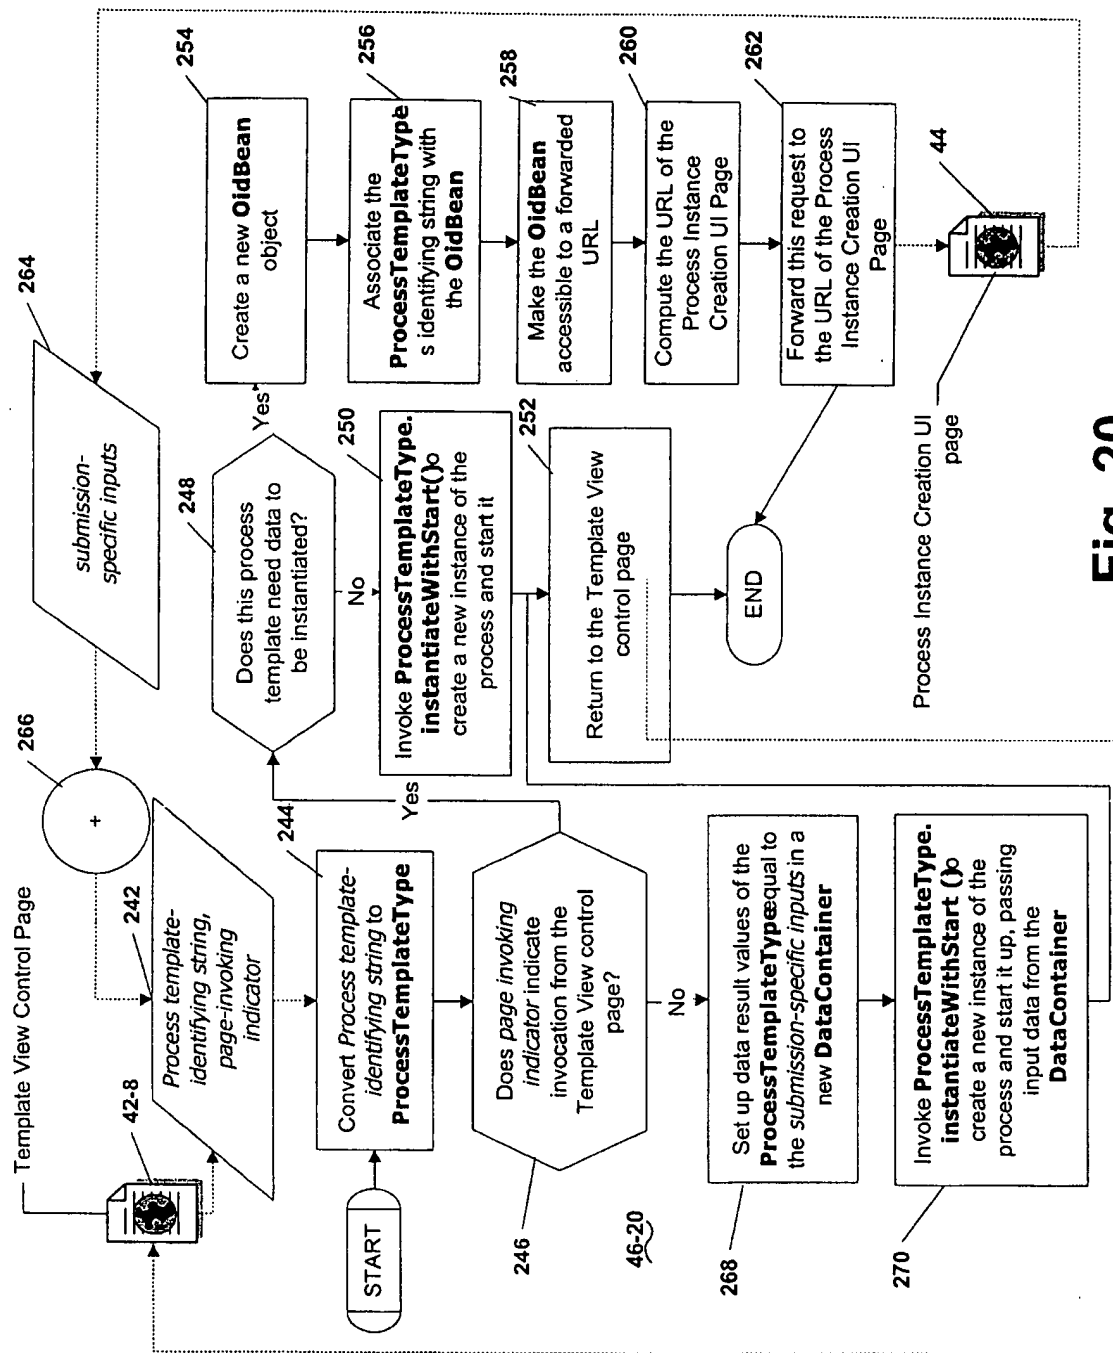 Template View Control Page
42-8
242
Process template-
identifying string,
page-invoking
indicator
266
+
264
submission-
specific inputs
START
244
Convert Process template-
identifying string to
ProcessTemplateType
246
Does page invoking
indicator indicate
invocation from the
Template View control
page?
Yes
No
248
Does this process
template need data to
be instantiated?
Yes
No
250
Invoke ProcessTemplateType.
instantiateWithStart()o
create a new instance of the
process and start it
252
Return to the Template View
control page
END
254
Create a new OidBean
object
256
Associate the
ProcessTemplateType
s identifying string with
the OidBean
258
Make the OidBean
accessible to a forwarded
URL
260
Compute the URL of the
Process Instance
Creation UI Page
262
Forward this request to
the URL of the Process
Instance Creation UI
Page
44
Process Instance Creation UI
page
46-20
268
Set up data result values of the
ProcessTemplateTypeequal to
the submission-specific inputs in a
new DataContainer
270
Invoke ProcessTemplateType.
instantiateWithStart ()o
create a new instance of the
process and start it up, passing
input data from the
DataContainer
Fig. 20